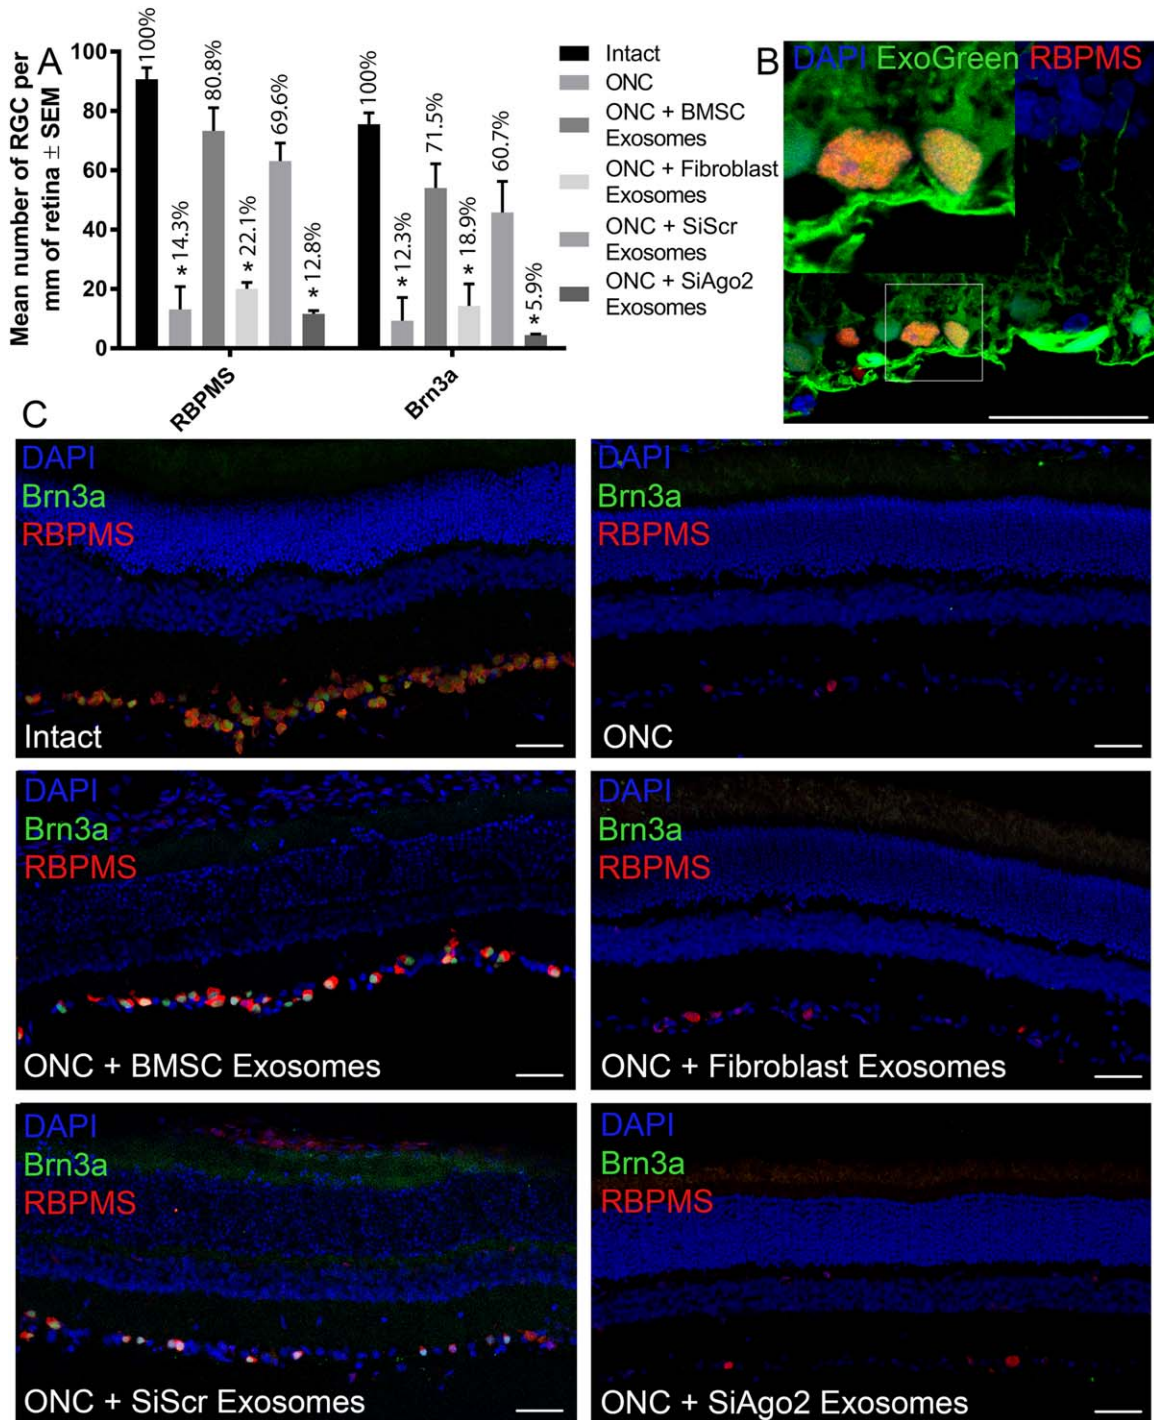 A
Mean number of RGC per
mm of retina ± SEM
100
80
60
40
20
0
100%
*14.3%
80.8%
*22.1%
69.6%
*12.8%
100%
*12.3%
71.5%
*18.9%
60.7%
*5.9%
RBPMS
Brn3a
Intact
ONC
ONC + BMSC
Exosomes
ONC + Fibroblast
Exosomes
ONC + SiScr
Exosomes
ONC + SiAgo2
Exosomes
B
DAPI ExoGreen RBPMS
C
DAPI
Brn3a
RBPMS
Intact
DAPI
Brn3a
RBPMS
ONC
DAPI
Brn3a
RBPMS
ONC + BMSC Exosomes
DAPI
Brn3a
RBPMS
ONC + Fibroblast Exosomes
DAPI
Brn3a
RBPMS
ONC + SiScr Exosomes
DAPI
Brn3a
RBPMS
ONC + SiAgo2 Exosomes